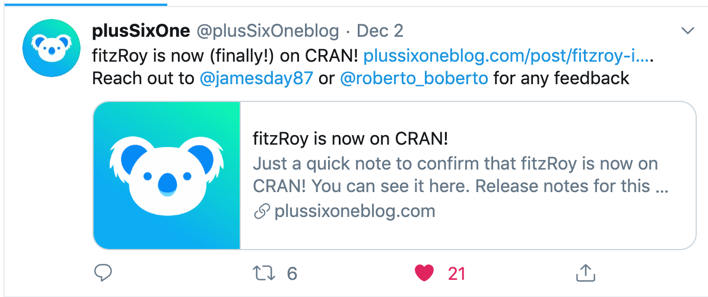 plusSixOne @plusSixOneblog · Dec 2
fitzRoy is now (finally!) on CRAN! plussixoneblog.com/post/fitzroy-i….
Reach out to @jamesday87 or @roberto_boberto for any feedback
fitzRoy is now on CRAN!
Just a quick note to confirm that fitzRoy is now on
CRAN! You can see it here. Release notes for this ...
plussixoneblog.com
6 21